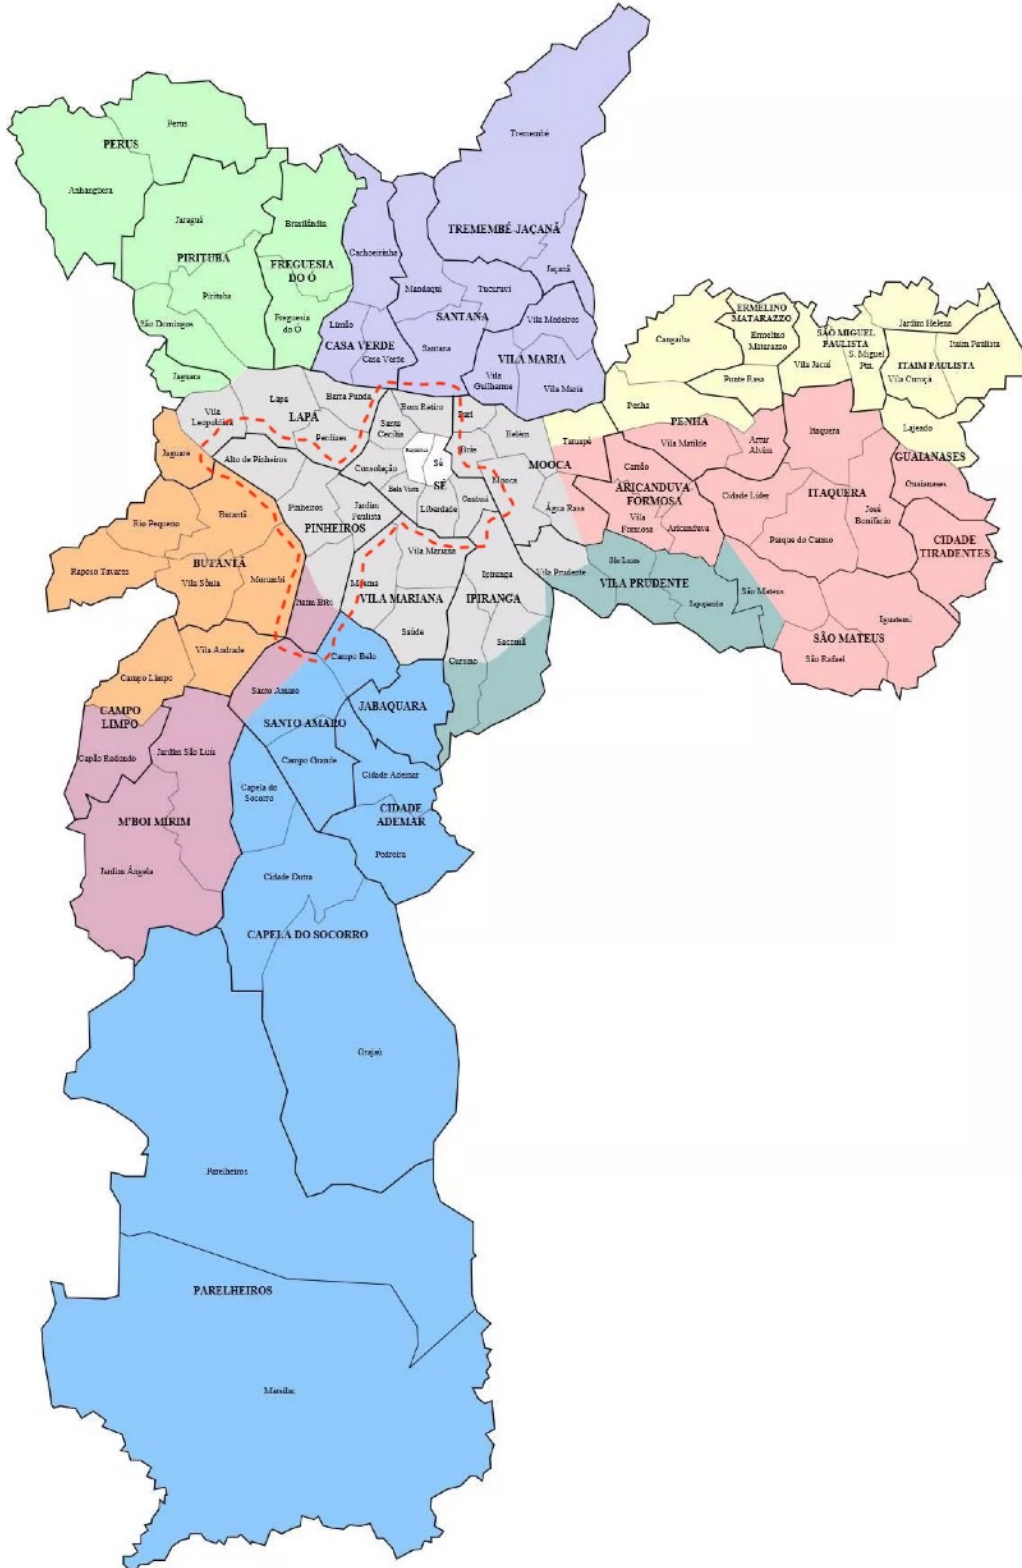 Tremembé
Perus
PERUS
Anhangüera
Jaraguá
Brasilândia
TREMEMBÉ-JAÇANÃ
PIRITUBA
FREGUESIA
DO Ó
Cachoeirinha
Jaçanã
Mandaqui
Tucuruvi
Pirituba
São Domingos
Freguesia
do Ó
Limão
SANTANA
Vila Medeiros
CASA VERDE
Casa Verde
Santana
VILA MARIA
Vila
Guilherme
Vila Maria
Jaguara
Cangaiba
ERMELINO
MATARAZZO
Ermelino
Matarazzo
SÃO MIGUEL
PAULISTA
Jardim Helena
Itaim Paulista
Vila Jacuí
S. Miguel
Pta.
ITAIM PAULISTA
Vila Curuçá
Ponte Rasa
Penha
PENHA
Itaquera
Lajeado
Lapa
Barra Funda
Vila
Leopoldina
LAPA
Perdizes
Bom Retiro
Pari
Santa
Cecília
Belém
Tatuapé
Vila Matilde
Artur
Alvim
GUAIANASES
Guaianases
Jaguaré
Alto de Pinheiros
Consolação
Sé
SÉ
Brás
MOOCA
Mooca
Carrão
ARICANDUVA
FORMOSA
Cidade Líder
ITAQUERA
José
Bonifácio
Bela Vista
Liberdade
Cambuci
Água Rasa
Vila
Formosa
Aricanduva
Parque do Carmo
CIDADE
TIRADENTES
Rio Pequeno
Butantã
Pinheiros
PINHEIROS
Jardim
Paulista
Vila Mariana
Raposo Tavares
BUTANTÃ
Vila Sônia
Morumbi
Moema
VILA MARIANA
Ipiranga
IPIRANGA
Vila Prudente
São Lucas
VILA PRUDENTE
Sapopemba
São Mateus
Itaim Bibi
Saúde
Sacomã
Cursino
Iguatemi
SÃO MATEUS
São Rafael
Vila Andrade
Campo Belo
Campo Limpo
Santo Amaro
CAMPO
LIMPO
SANTO AMARO
JABAQUARA
Capão Redondo
Jardim São Luís
Campo Grande
Cidade Ademar
Capela do
Socorro
CIDADE
ADEMAR
M'BOI MIRIM
Pedreira
Jardim Ângela
Cidade Dutra
CAPELA DO SOCORRO
Grajaú
Parelheiros
PARELHEIROS
Marsilac